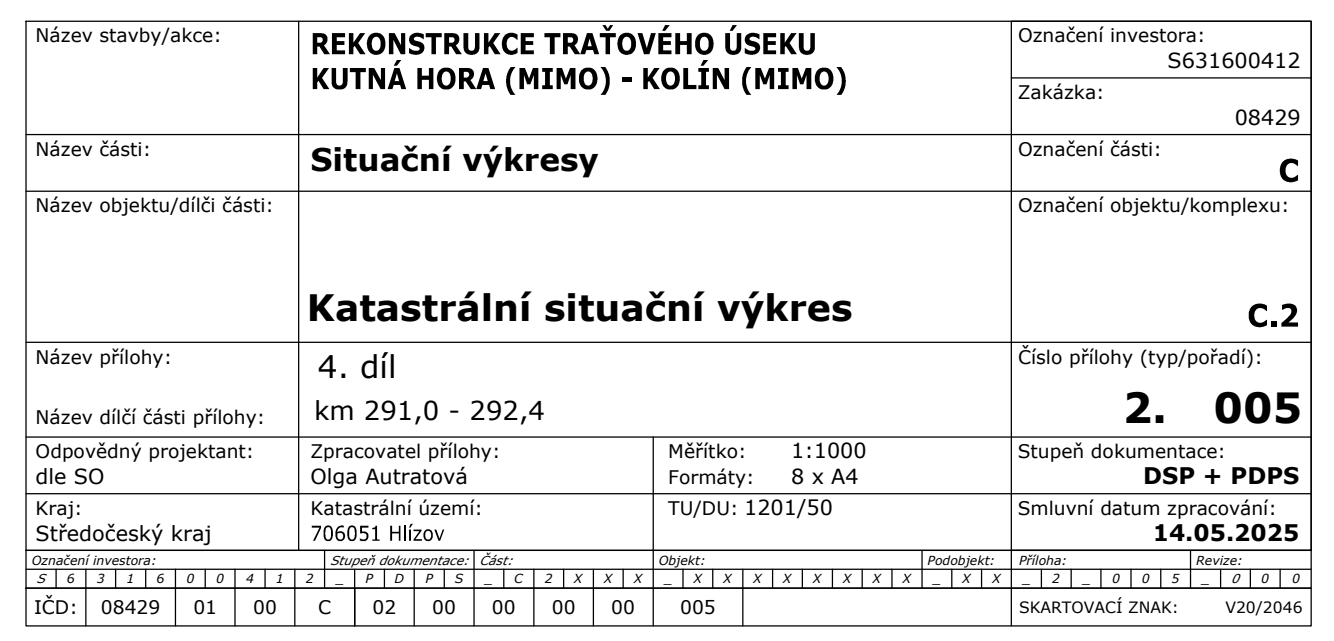 Název stavby/akce:
REKONSTRUKCE TRAŤOVÉHO ÚSEKU
KUTNÁ HORA (MIMO) - KOLÍN (MIMO)
Označení investora:
S631600412
Zakázka:
08429
Název části:
Situační výkresy
Označení části:
C
Název objektu/dílči části:
Katastrální situační výkres
Označení objektu/komplexu:
C.2
Název přílohy:
4. díl
Název dílčí části přílohy:
km 291,0 - 292,4
Číslo přílohy (typ/pořadí):
2. 005
Odpovědný projektant:
dle SO
Zpracovatel přílohy:
Olga Autratová
Měřítko: 1:1000
Formáty: 8 x A4
Stupeň dokumentace:
DSP + PDPS
Kraj:
Středočeský kraj
Katastrální území:
706051 Hlízov
TU/DU: 1201/50
Smluvní datum zpracování:
14.05.2025
Označení investora: Stupeň dokumentace: Část: Objekt: Podobjekt: Příloha: Revize:
S 6 3 1 6 0 0 4 1 2 _ P D P S _ C 2 X X X _ X X X X X X X X _ X X _ 2 _ 0 0 5 _ 0 0 0
IČD: 08429 01 00 C 02 00 00 00 00 005 SKARTOVACÍ ZNAK: V20/2046